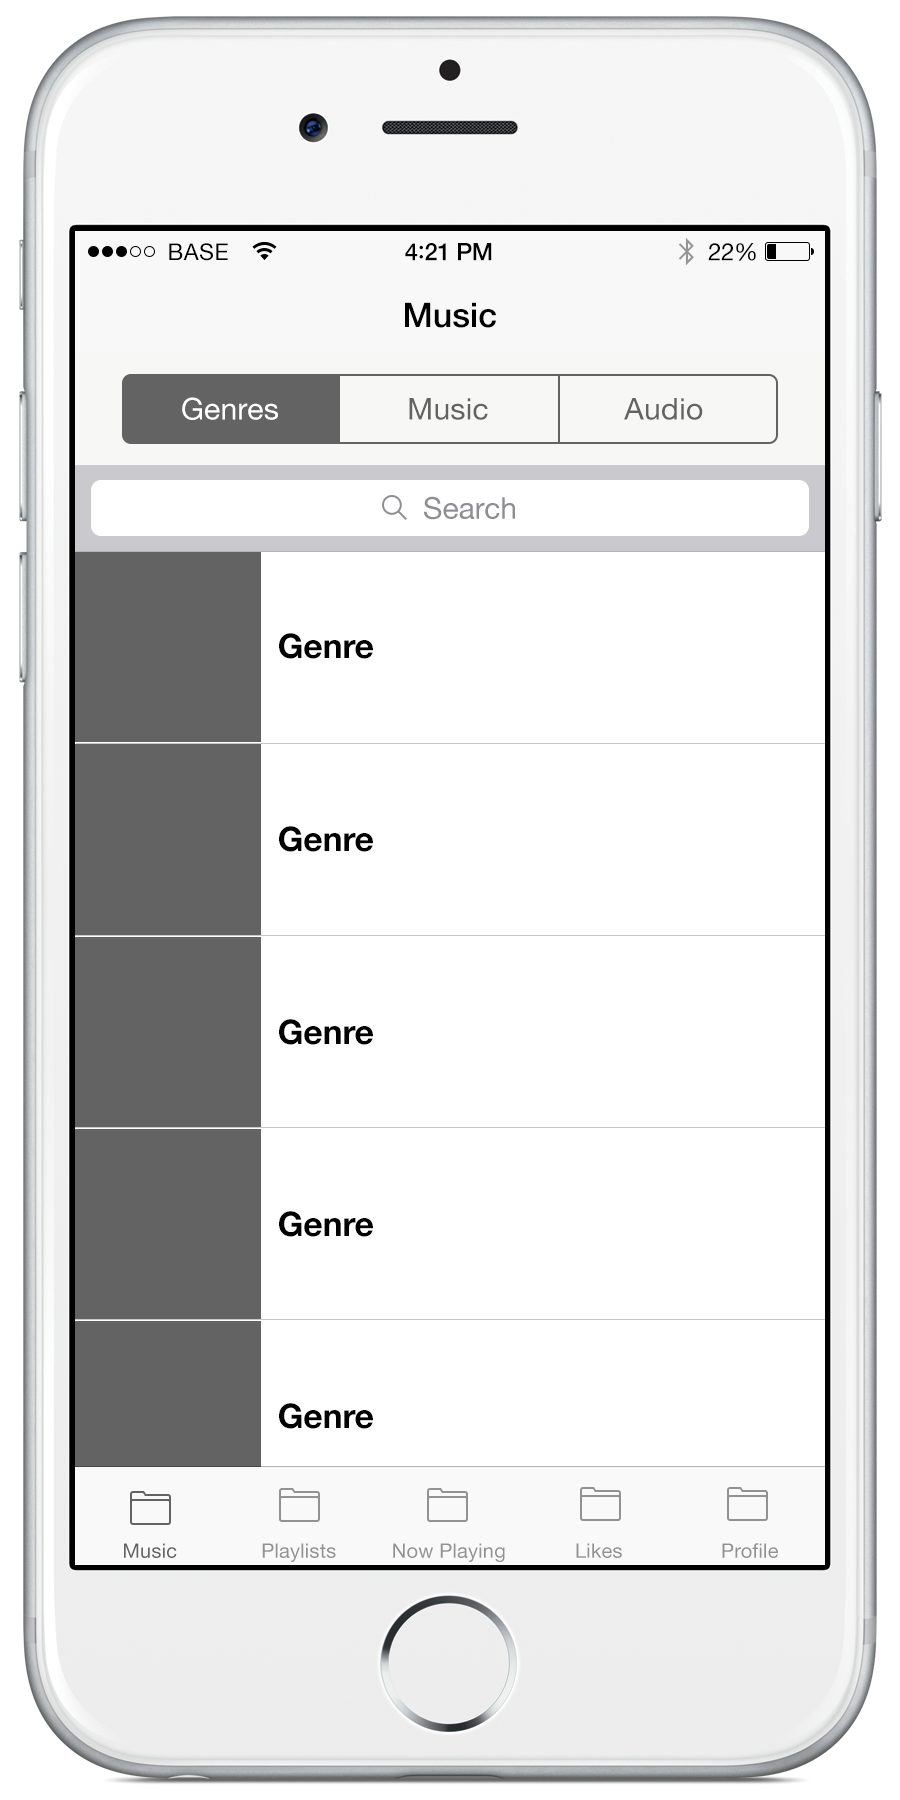 BASE 4:21 PM 22%
Music
Genres Music Audio
Search
Genre
Genre
Genre
Genre
Genre
Music Playlists Now Playing Likes Profile